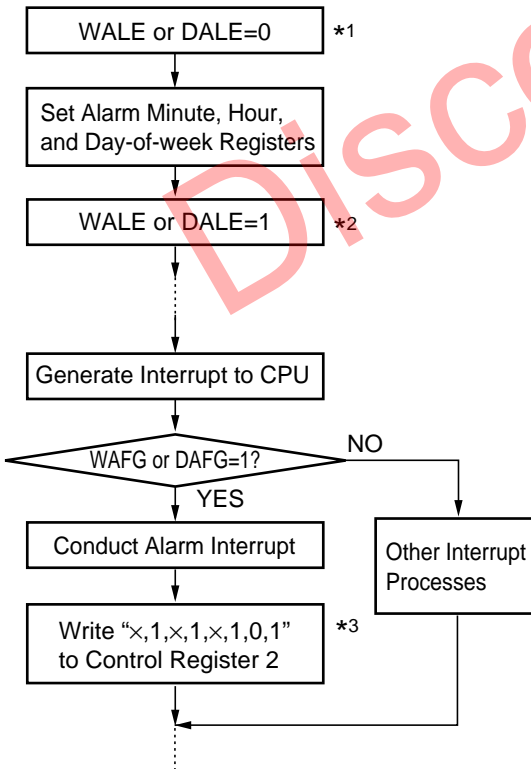 WALE or DALE=0 *1
Set Alarm Minute, Hour,
and Day-of-week Registers
WALE or DALE=1 *2
Generate Interrupt to CPU
WAFG or DAFG=1?
NO
YES
Conduct Alarm Interrupt
Other Interrupt
Processes
Write “×,1,×,1,×,1,0,1”
to Control Register 2
*3
Disco